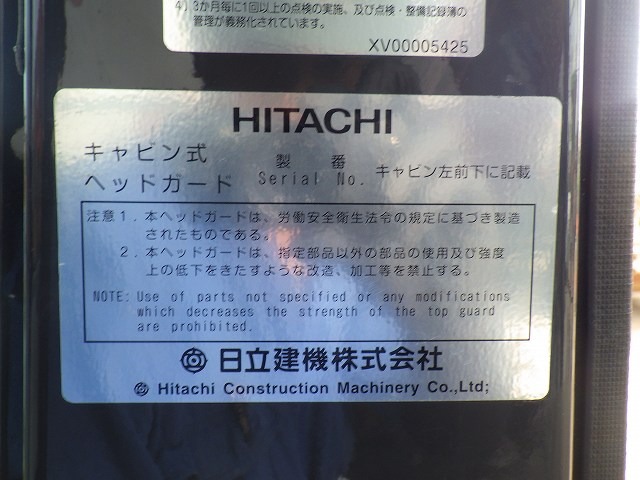 4).3か月毎に1回以上の点検の実施、及び点検・整備記録簿の
管理が義務化されています。
XV00005425
HITACHI
キャビン式
ヘッドガード
製 番
Serial No.
キャビン左前下に記載
注意1. 本ヘッドガードは、労働安全衛生法令の規定に基づき製造
されたものである。
2. 本ヘッドガードは、指定部品以外の部品の使用及び強度
上の低下をきたすような改造、加工等を禁止する。
NOTE: Use of parts not specified or any modifications
which decreases the strength of the top guard
are prohibited.
日立建機株式会社
Hitachi Construction Machinery Co.,Ltd;